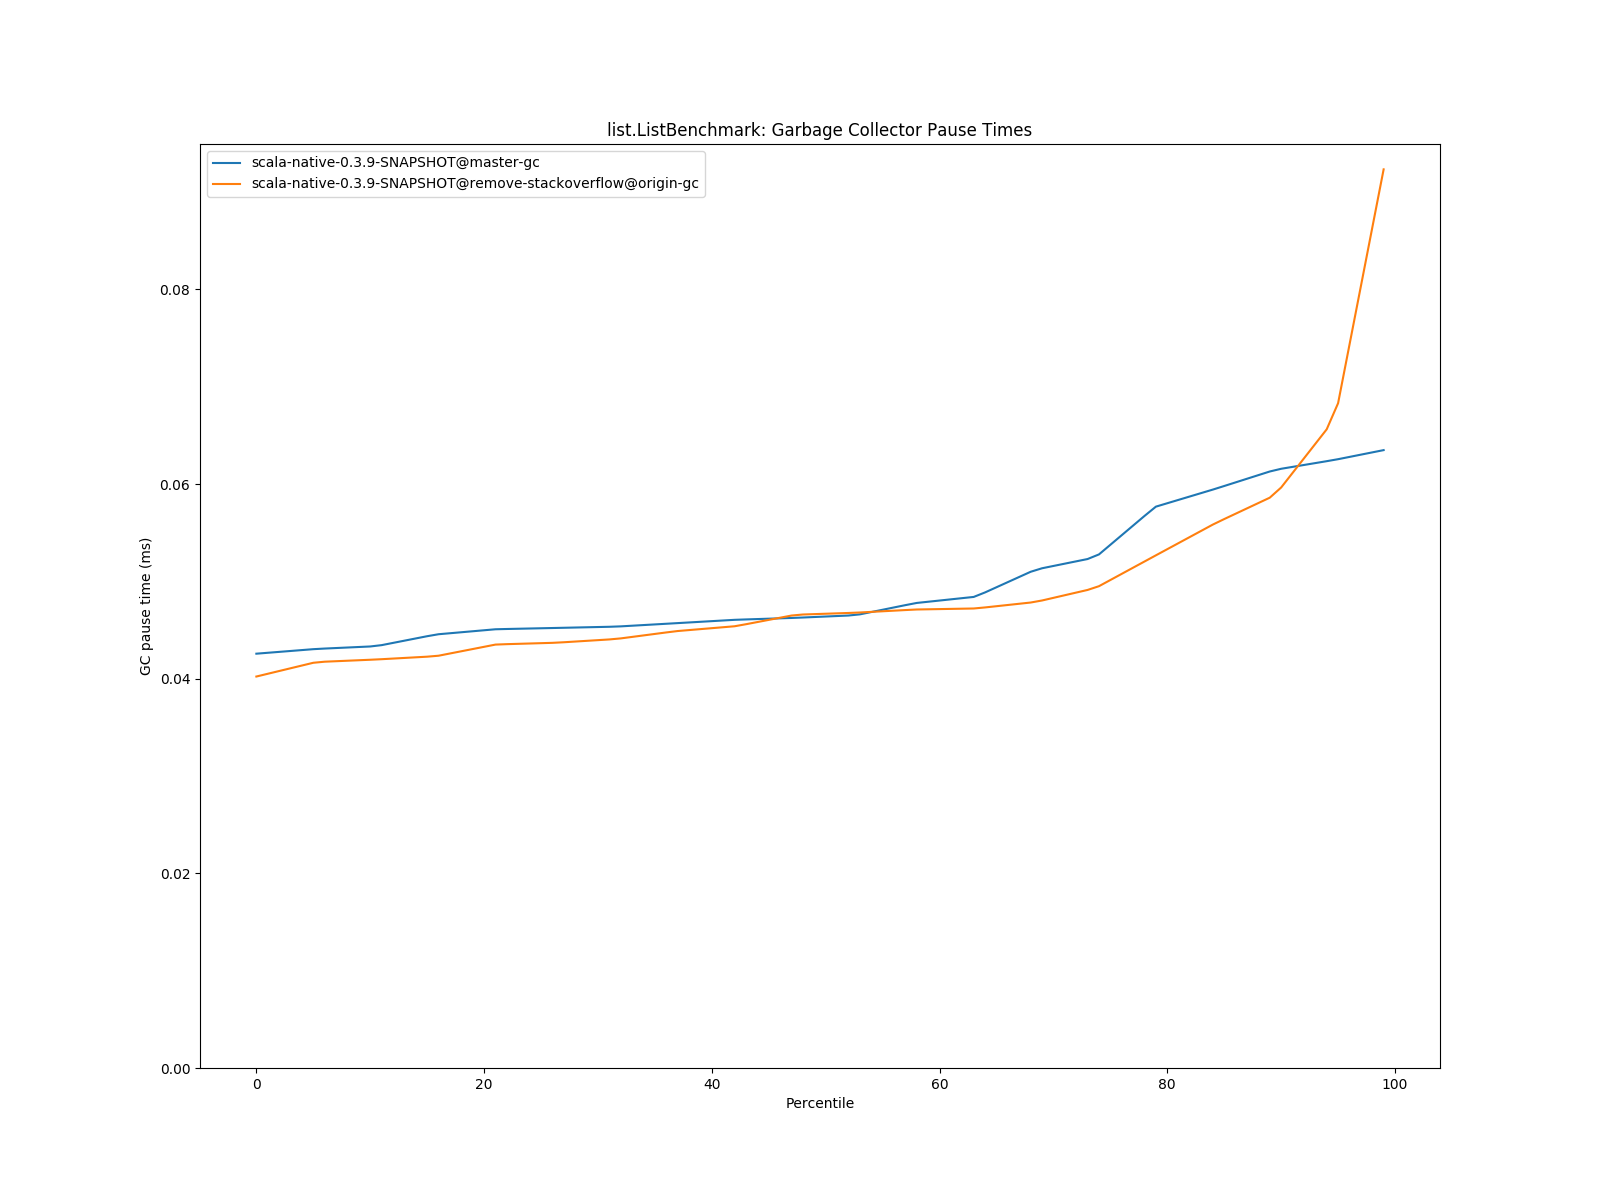 list.ListBenchmark: Garbage Collector Pause Times
scala-native-0.3.9-SNAPSHOT@master-gc
scala-native-0.3.9-SNAPSHOT@remove-stackoverflow@origin-gc
GC pause time (ms)
0.08
0.06
0.04
0.02
0.00
0 20 40 60 80 100
Percentile